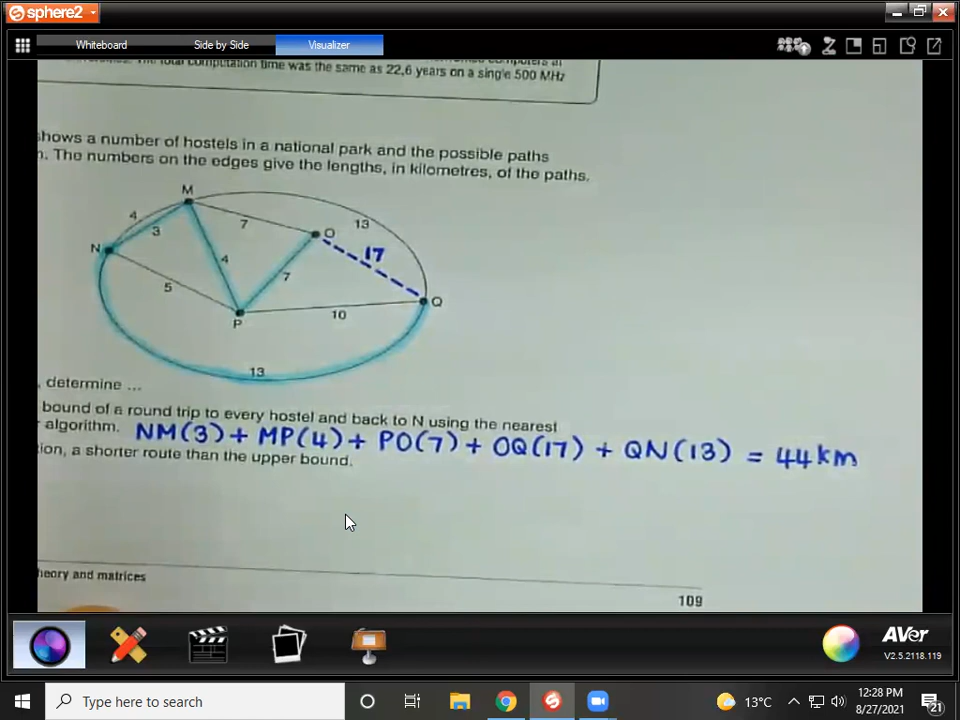 sphere2
Whiteboard
Side by Side
Visualizer
The total computation time was the same as 22,6 years on a single 500 MHz
hows a number of hostels in a national park and the possible paths
. The numbers on the edges give the lengths, in kilometres, of the paths.
M
4
7
13
N
3
O
17
4
7
5
Q
P
10
13
, determine ...
bound of a round trip to every hostel and back to N using the nearest
algorithm. NM(3) + MP(4) + PO(7) + OQ(17) + QN(13) = 44km
tion, a shorter route than the upper bound.
heory and matrices
109
AVer
V2.5.2118.119
Type here to search
13°C
12:28 PM
8/27/2021
21